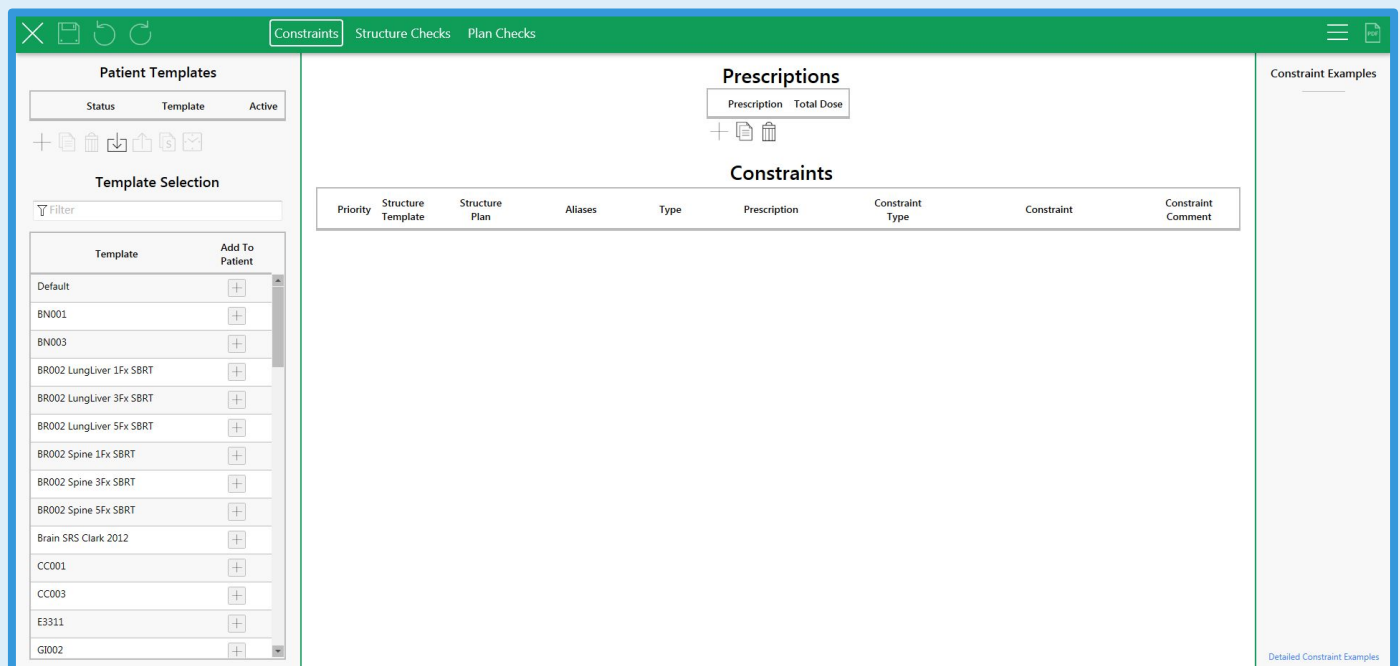 Constraints Structure Checks Plan Checks
PDF
Patient Templates
Status Template Active
S
Template Selection
Filter
Template Add To Patient
Default
BN001
BN003
BR002 LungLiver 1Fx SBRT
BR002 LungLiver 3Fx SBRT
BR002 LungLiver 5Fx SBRT
BR002 Spine 1Fx SBRT
BR002 Spine 3Fx SBRT
BR002 Spine 5Fx SBRT
Brain SRS Clark 2012
CC001
CC003
E3311
GI002
Prescriptions
Prescription Total Dose
Constraints
Priority Structure Template Structure Plan Aliases Type Prescription Constraint Type Constraint Constraint Comment
Constraint Examples
Detailed Constraint Examples